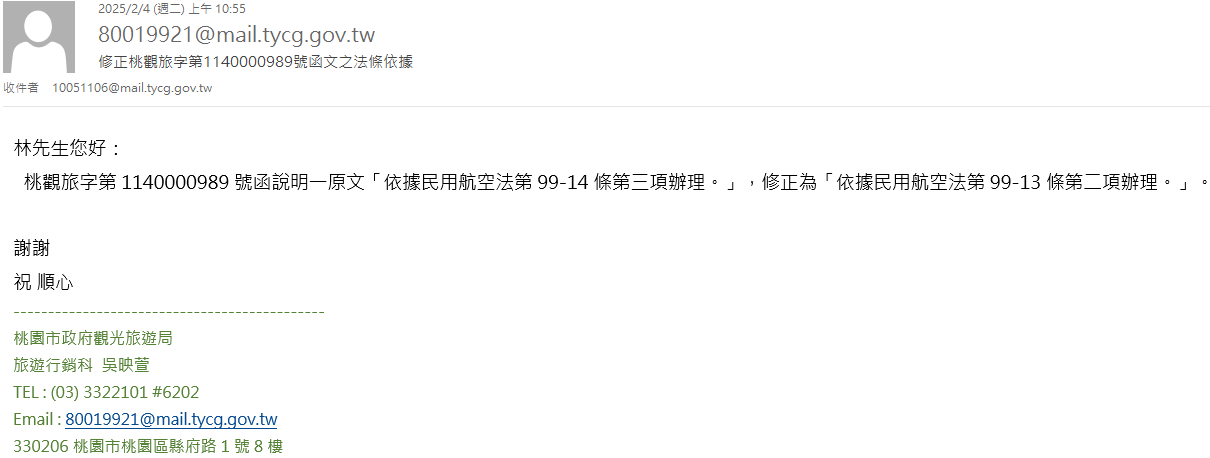 2025/2/4 (週二) 上午 10:55
80019921@mail.tycg.gov.tw
修正桃觀旅字第1140000989號函文之法條依據
收件者 10051106@mail.tycg.gov.tw
林先生您好：
桃觀旅字第 1140000989 號函說明一原文「依據民用航空法第 99-14 條第三項辦理。」，修正為「依據民用航空法第 99-13 條第二項辦理。」。
謝謝
祝 順心
---------------------------------------------
桃園市政府觀光旅遊局
旅遊行銷科 吳映萱
TEL : (03) 3322101 #6202
Email : 80019921@mail.tycg.gov.tw
330206 桃園市桃園區縣府路 1 號 8 樓